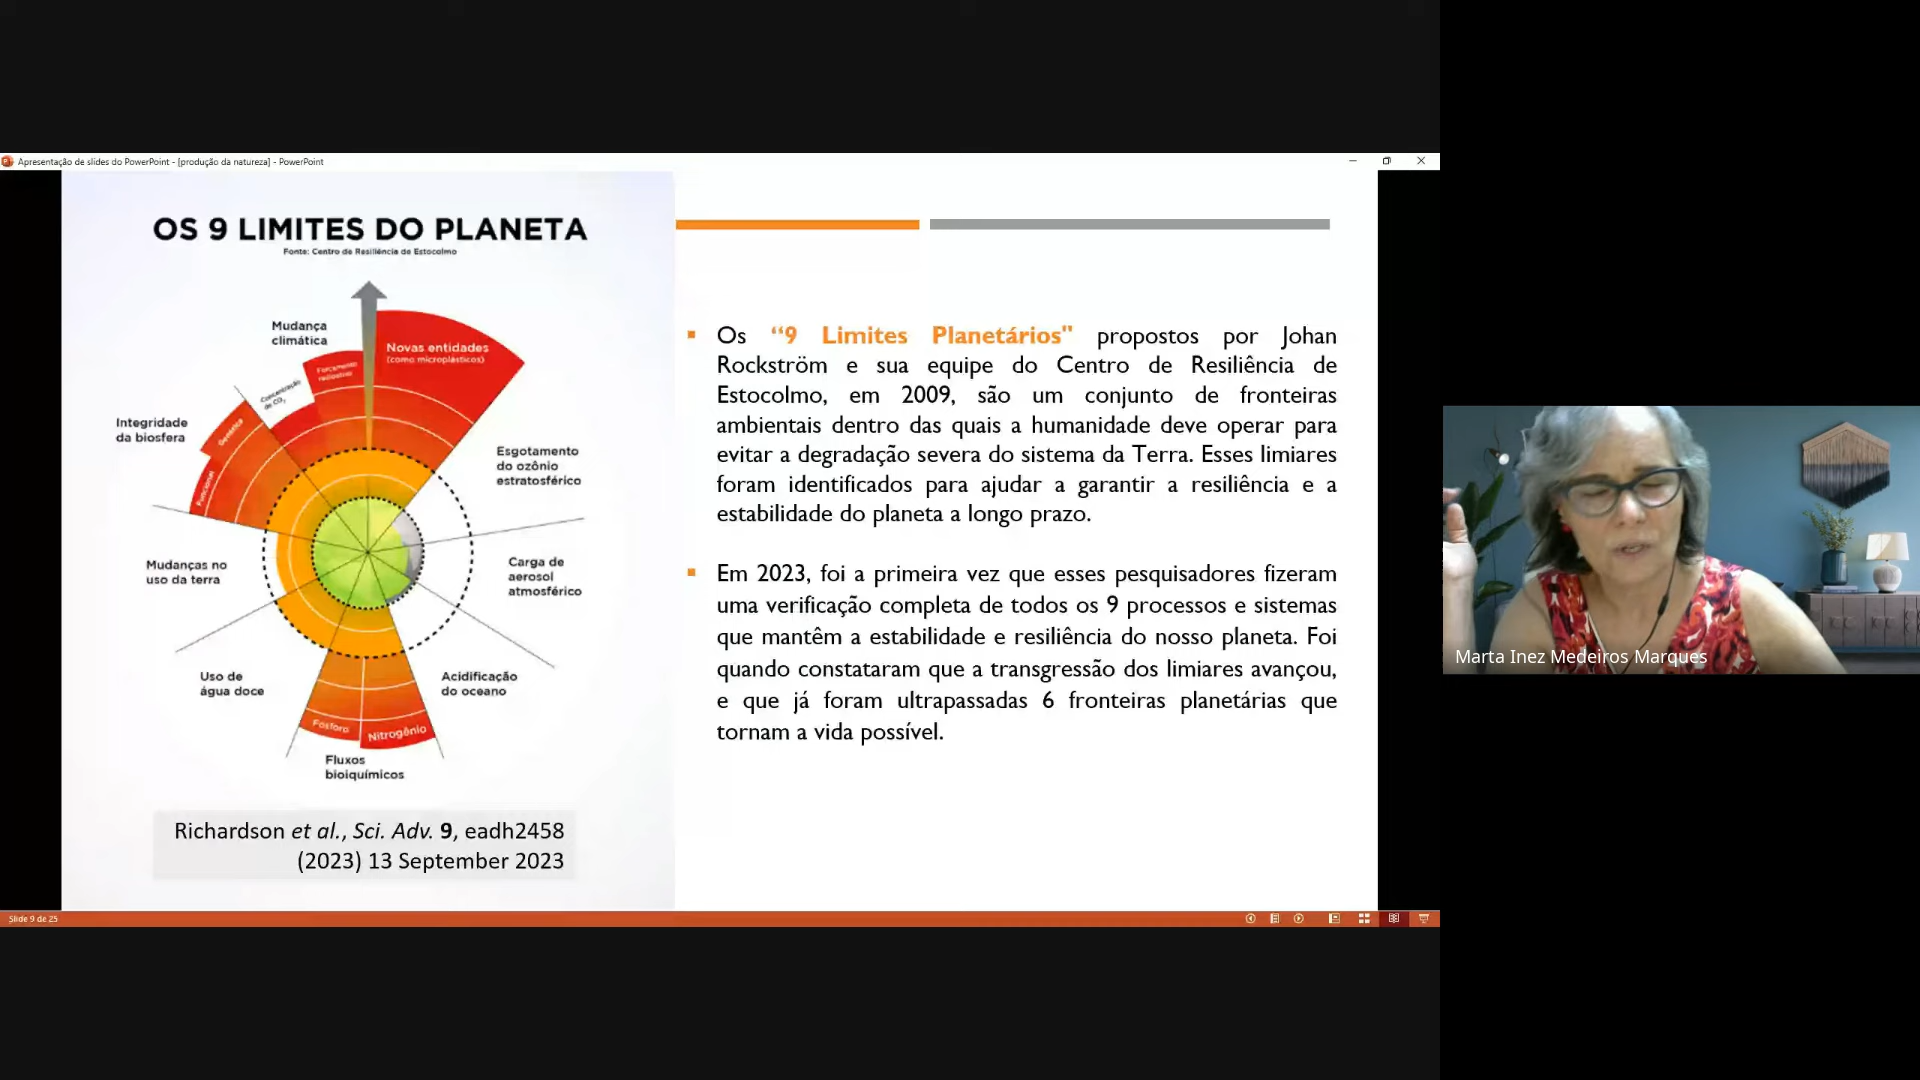 Apresentação de slides do PowerPoint - [produção da natureza] - PowerPoint
OS 9 LIMITES DO PLANETA
Fonte: Centro de Resiliência de Estocolmo
Mudança
climática
Novas entidades
(como microplásticos)
Forçamento
radiativo
Concentração
de CO₂
Integridade
da biosfera
Genética
Funcional
Esgotamento
do ozônio
estratosférico
Mudanças no
uso da terra
Carga de
aerosol
atmosférico
Uso de
água doce
Acidificação
do oceano
Fósforo
Nitrogênio
Fluxos
bioiquímicos
Richardson et al., Sci. Adv. 9, eadh2458
(2023) 13 September 2023
Os “9 Limites Planetários" propostos por Johan
Rockström e sua equipe do Centro de Resiliência de
Estocolmo, em 2009, são um conjunto de fronteiras
ambientais dentro das quais a humanidade deve operar para
evitar a degradação severa do sistema da Terra. Esses limiares
foram identificados para ajudar a garantir a resiliência e a
estabilidade do planeta a longo prazo.
Em 2023, foi a primeira vez que esses pesquisadores fizeram
uma verificação completa de todos os 9 processos e sistemas
que mantêm a estabilidade e resiliência do nosso planeta. Foi
quando constataram que a transgressão dos limiares avançou,
e que já foram ultrapassadas 6 fronteiras planetárias que
tornam a vida possível.
Marta Inez Medeiros Marques
Slide 9 de 25